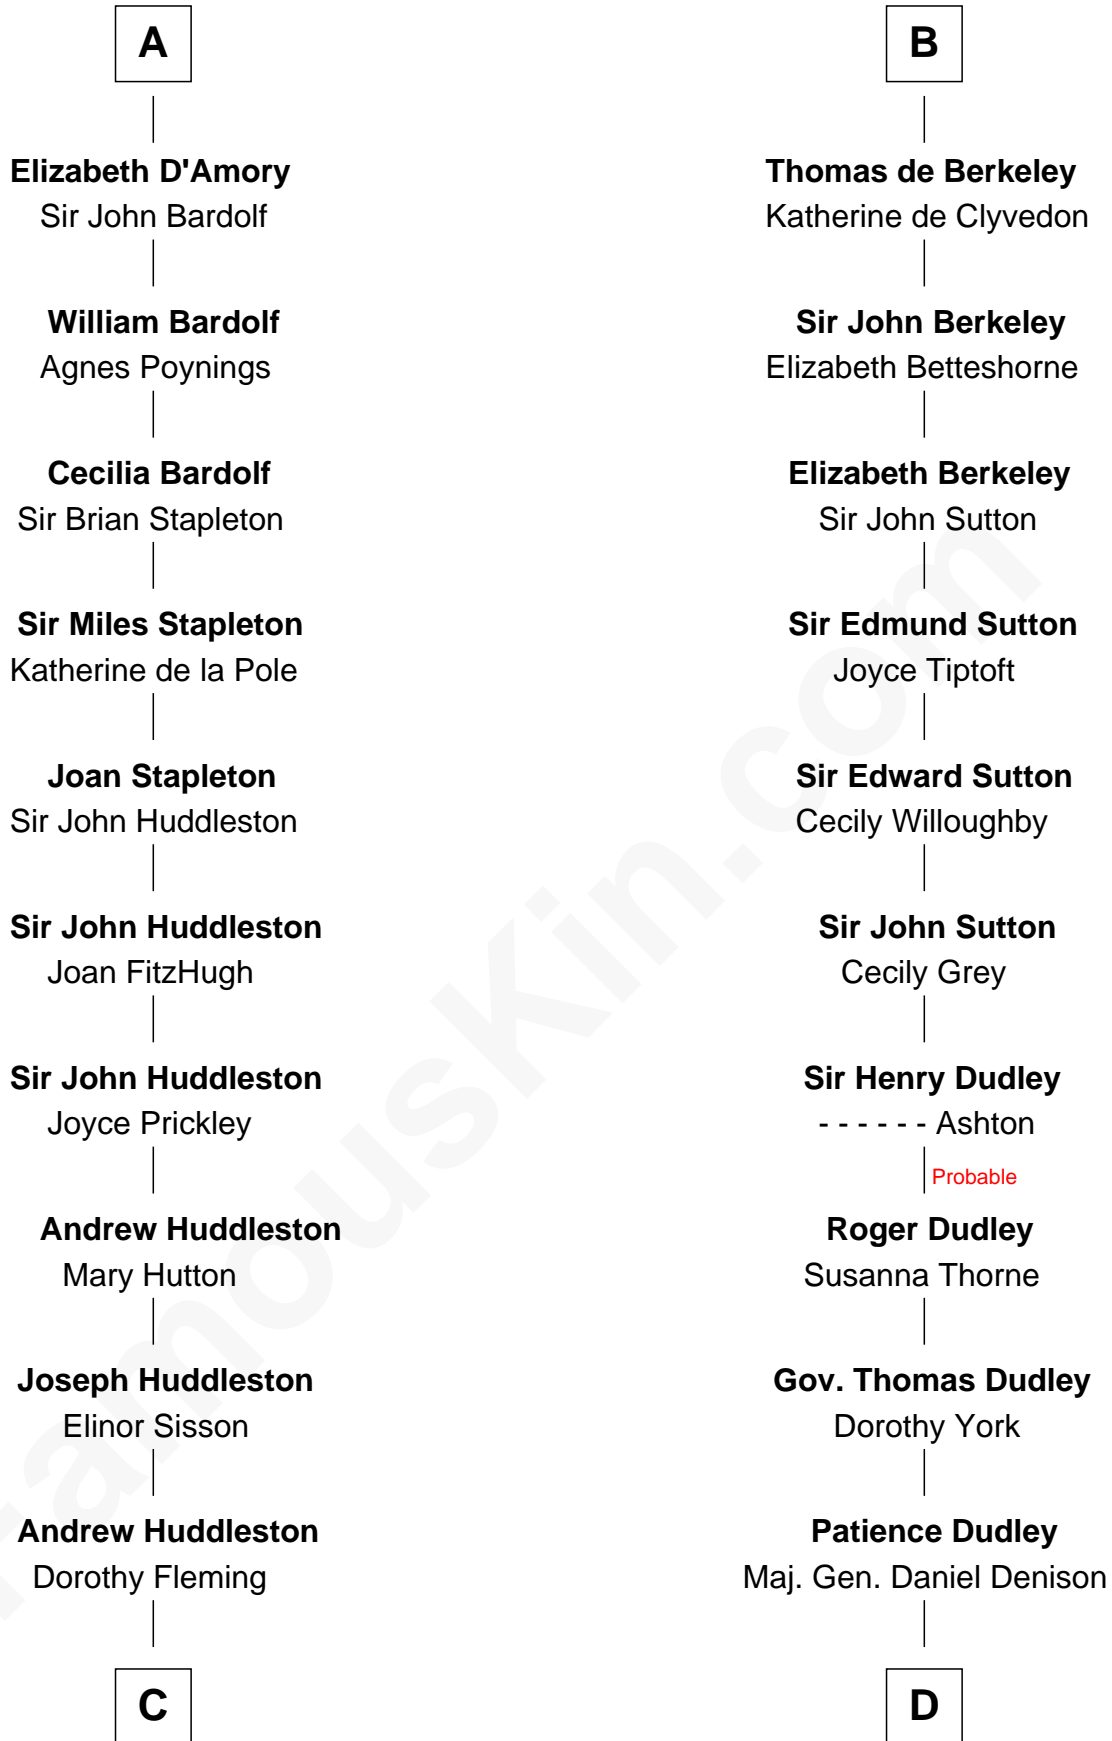 A
Elizabeth D'Amory
Sir John Bardolf
William Bardolf
Agnes Poynings
Cecilia Bardolf
Sir Brian Stapleton
Sir Miles Stapleton
Katherine de la Pole
Joan Stapleton
Sir John Huddleston
Sir John Huddleston
Joan FitzHugh
Sir John Huddleston
Joyce Prickley
Andrew Huddleston
Mary Hutton
Joseph Huddleston
Elinor Sisson
Andrew Huddleston
Dorothy Fleming
C
B
Thomas de Berkeley
Katherine de Clyvedon
Sir John Berkeley
Elizabeth Betteshorne
Elizabeth Berkeley
Sir John Sutton
Sir Edmund Sutton
Joyce Tiptoft
Sir Edward Sutton
Cecily Willoughby
Sir John Sutton
Cecily Grey
Sir Henry Dudley
- - - - - - Ashton
Probable
Roger Dudley
Susanna Thorne
Gov. Thomas Dudley
Dorothy York
Patience Dudley
Maj. Gen. Daniel Denison
D
FamousKin.com